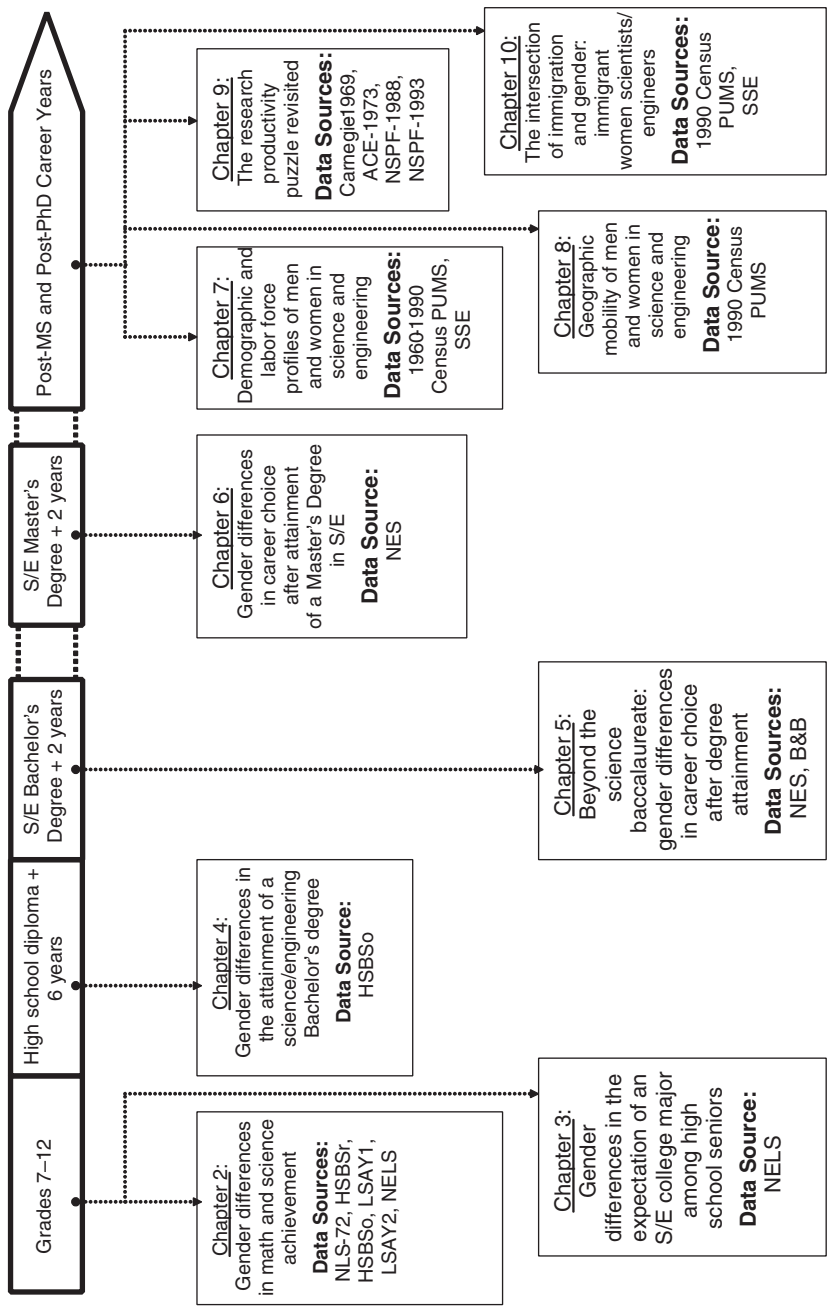 Grades 7–12
High school diploma +
6 years
S/E Bachelor's
Degree + 2 years
S/E Master's
Degree + 2 years
Post-MS and Post-PhD Career Years
Chapter 2:
Gender differences
in math and science
achievement
Data Sources:
NLS-72, HSBSr,
HSBSo, LSAY1,
LSAY2, NELS
Chapter 3:
Gender
differences in the
expectation of an
S/E college major
among high
school seniors
Data Source:
NELS
Chapter 4:
Gender differences in
the attainment of a
science/engineering
Bachelor's degree
Data Source:
HSBSo
Chapter 5:
Beyond the
science
baccalaureate:
gender differences
in career choice
after degree
attainment
Data Sources:
NES, B&B
Chapter 6:
Gender differences
in career choice
after attainment
of a Master's Degree
in S/E
Data Source:
NES
Chapter 7:
Demographic and
labor force
profiles of men
and women in
science and
engineering
Data Sources:
1960-1990
Census PUMS,
SSE
Chapter 8:
Geographic
mobility of men
and women in
science and
engineering
Data Source:
1990 Census
PUMS
Chapter 9:
The research
productivity
puzzle revisited
Data Sources:
Carnegie1969,
ACE-1973,
NSPF-1988,
NSPF-1993
Chapter 10:
The intersection
of immigration
and gender:
immigrant
women scientists/
engineers
Data Sources:
1990 Census
PUMS,
SSE